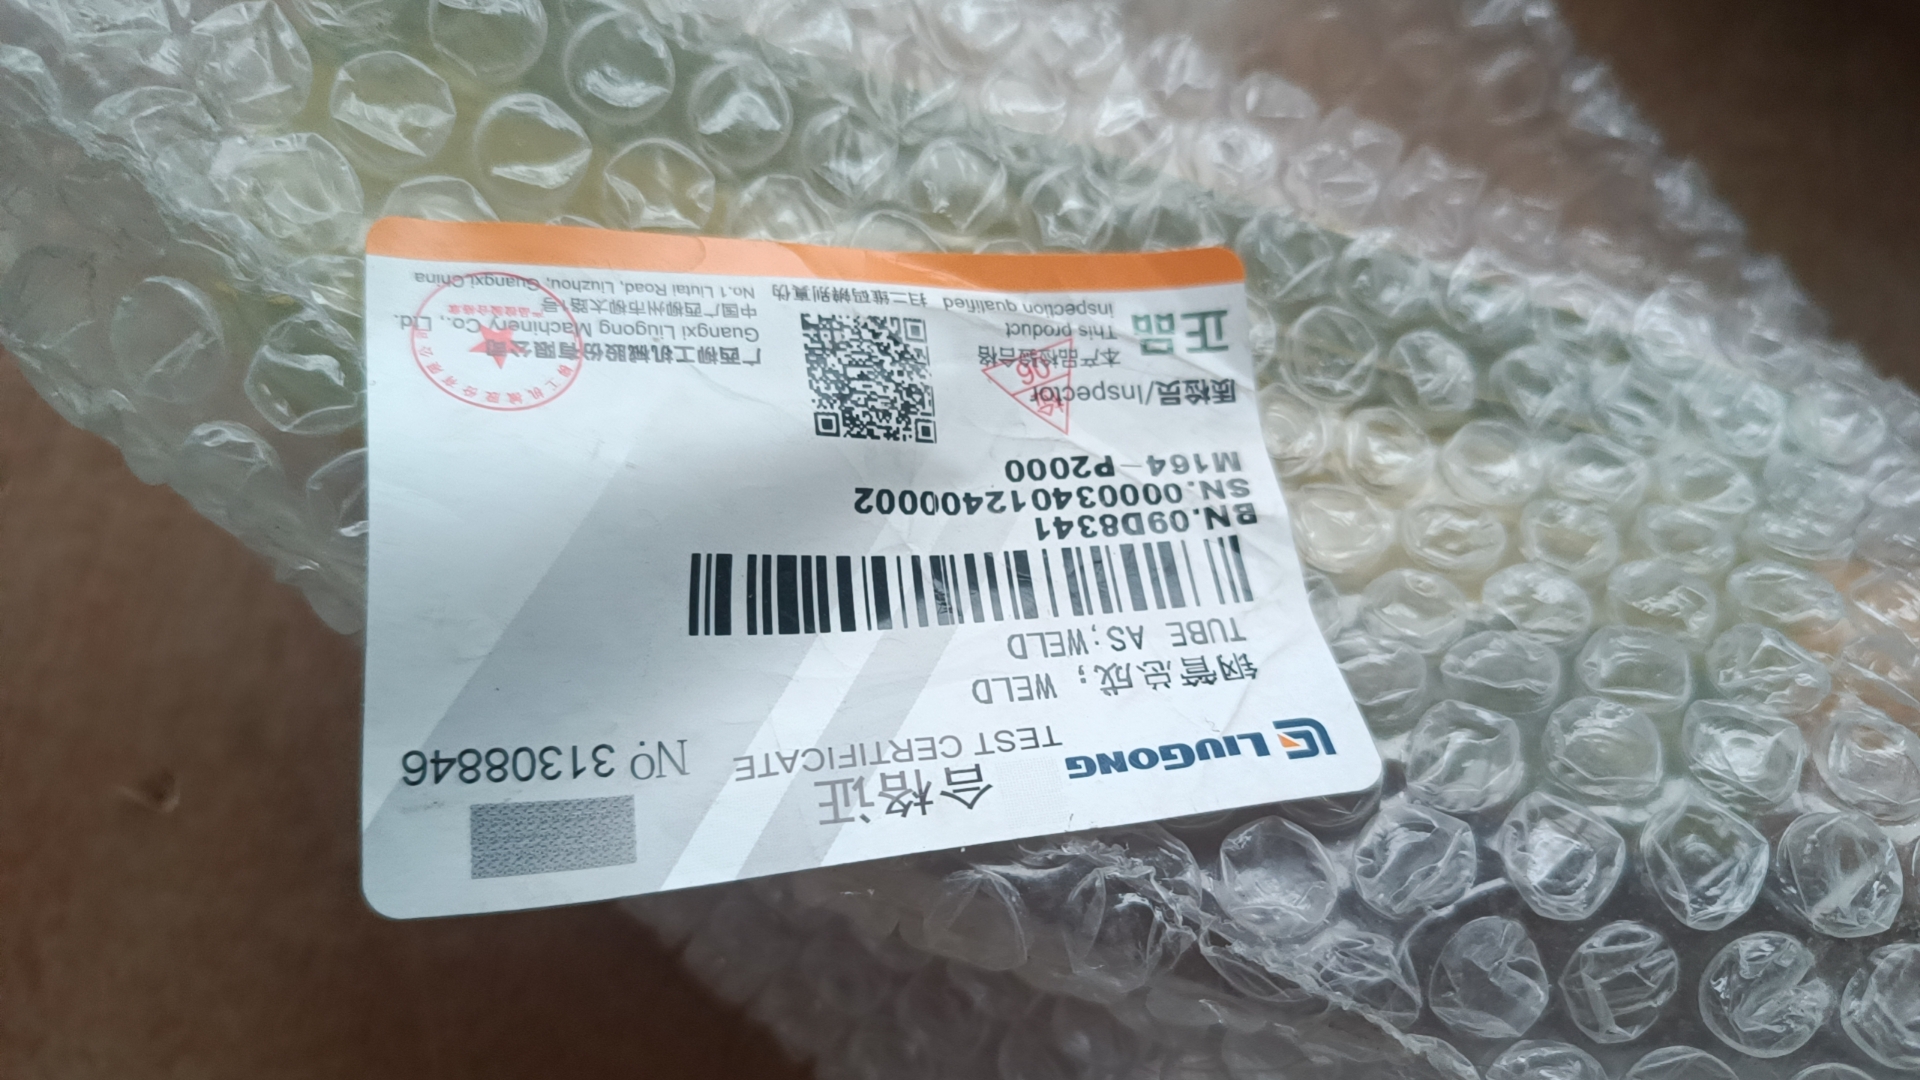 LIUGONG
合格证
TEST CERTIFICATE
№ 31308846
钢管总成；WELD
TUBE AS;WELD
BN.09D8341
SN.00003401240002
M164-P2000
质检员/Inspector
检
06
正品
本产品检验合格
This product
inspection qualified
扫二维码辨别真伪
广西柳工机械股份有限公司
Guangxi Liugong Machinery Co., Ltd.
中国广西柳州市柳太路1号
No.1 Liutai Road, Liuzhou, Guangxi,China